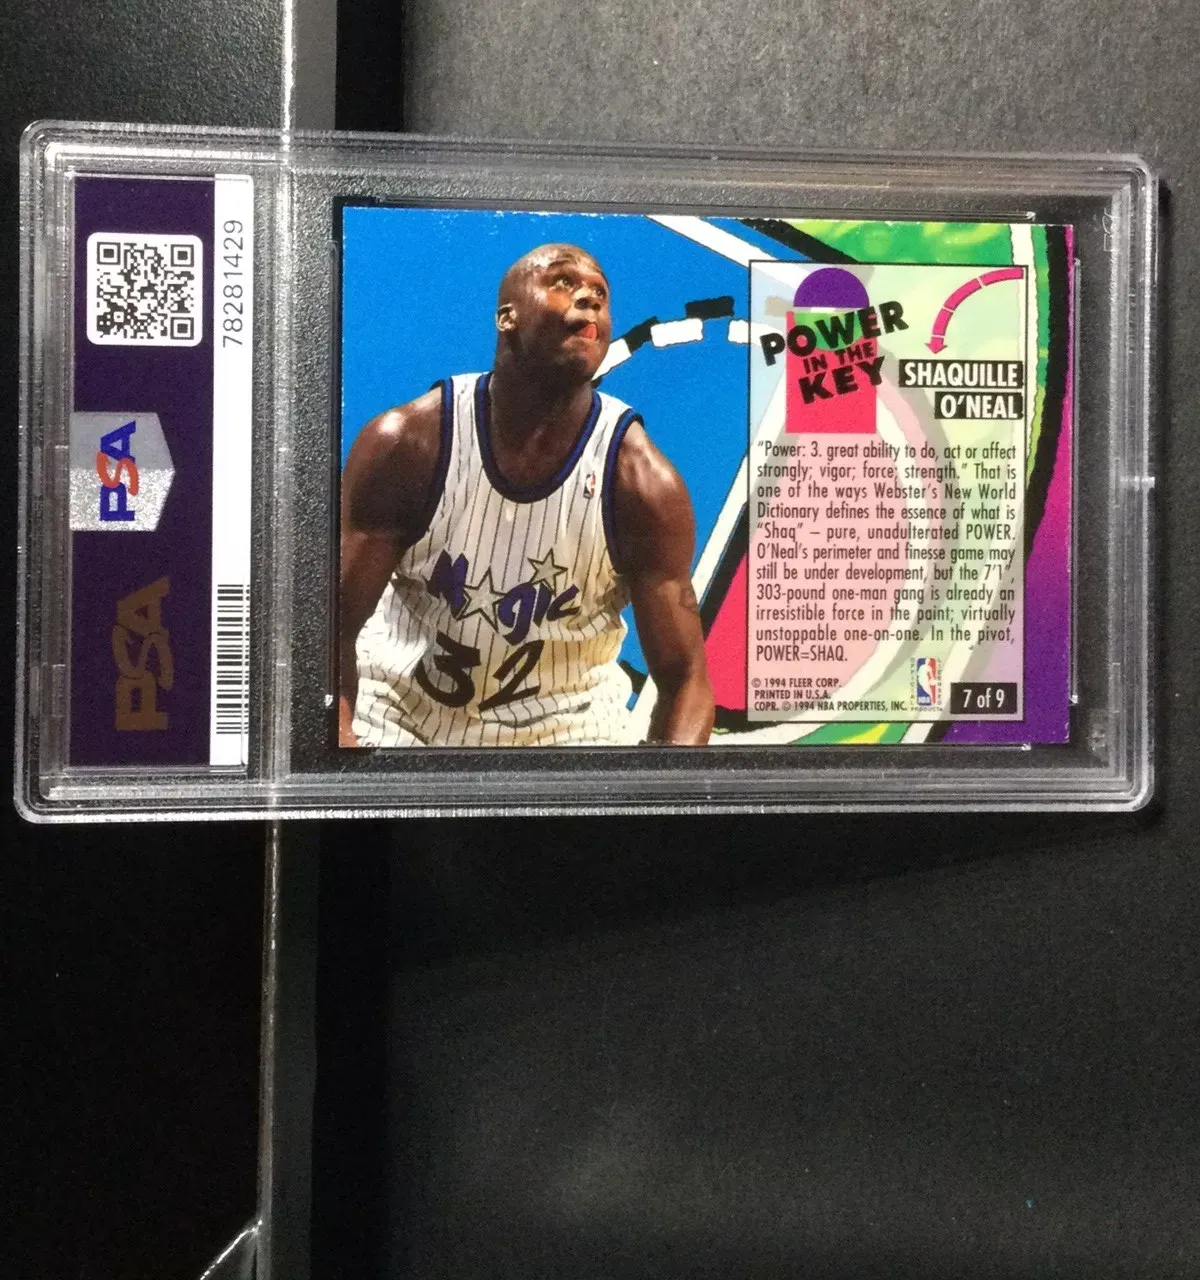 78281429
PSA
PSA
POWER
IN THE
KEY
SHAQUILLE
O'NEAL
"Power: 3. great ability to do, act or affect
strongly; vigor; force; strength." That is
one of the ways Webster's New World
Dictionary defines the essence of what is
"Shaq" – pure, unadulterated POWER.
O'Neal's perimeter and finesse game may
still be under development, but the 7'1",
303-pound one-man gang is already an
irresistible force in the paint; virtually
unstoppable one-on-one. In the pivot,
POWER=SHAQ.
© 1994 FLEER CORP.
PRINTED IN U.S.A.
COPR. © 1994 NBA PROPERTIES, INC.
OFFICIAL
LICENSED
NBA
PRODUCT
7 of 9
Magic
32